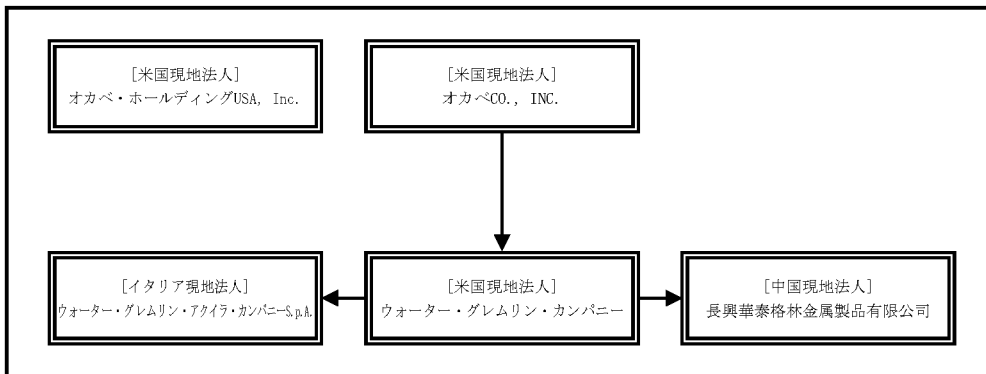 [米国現地法人]
オカベ・ホールディングUSA, Inc.
[米国現地法人]
オカベCO., INC.
[イタリア現地法人]
ウォーター・グレムリン・アクイラ・カンパニーS.p.A.
[米国現地法人]
ウォーター・グレムリン・カンパニー
[中国現地法人]
長興華泰格林金属製品有限公司